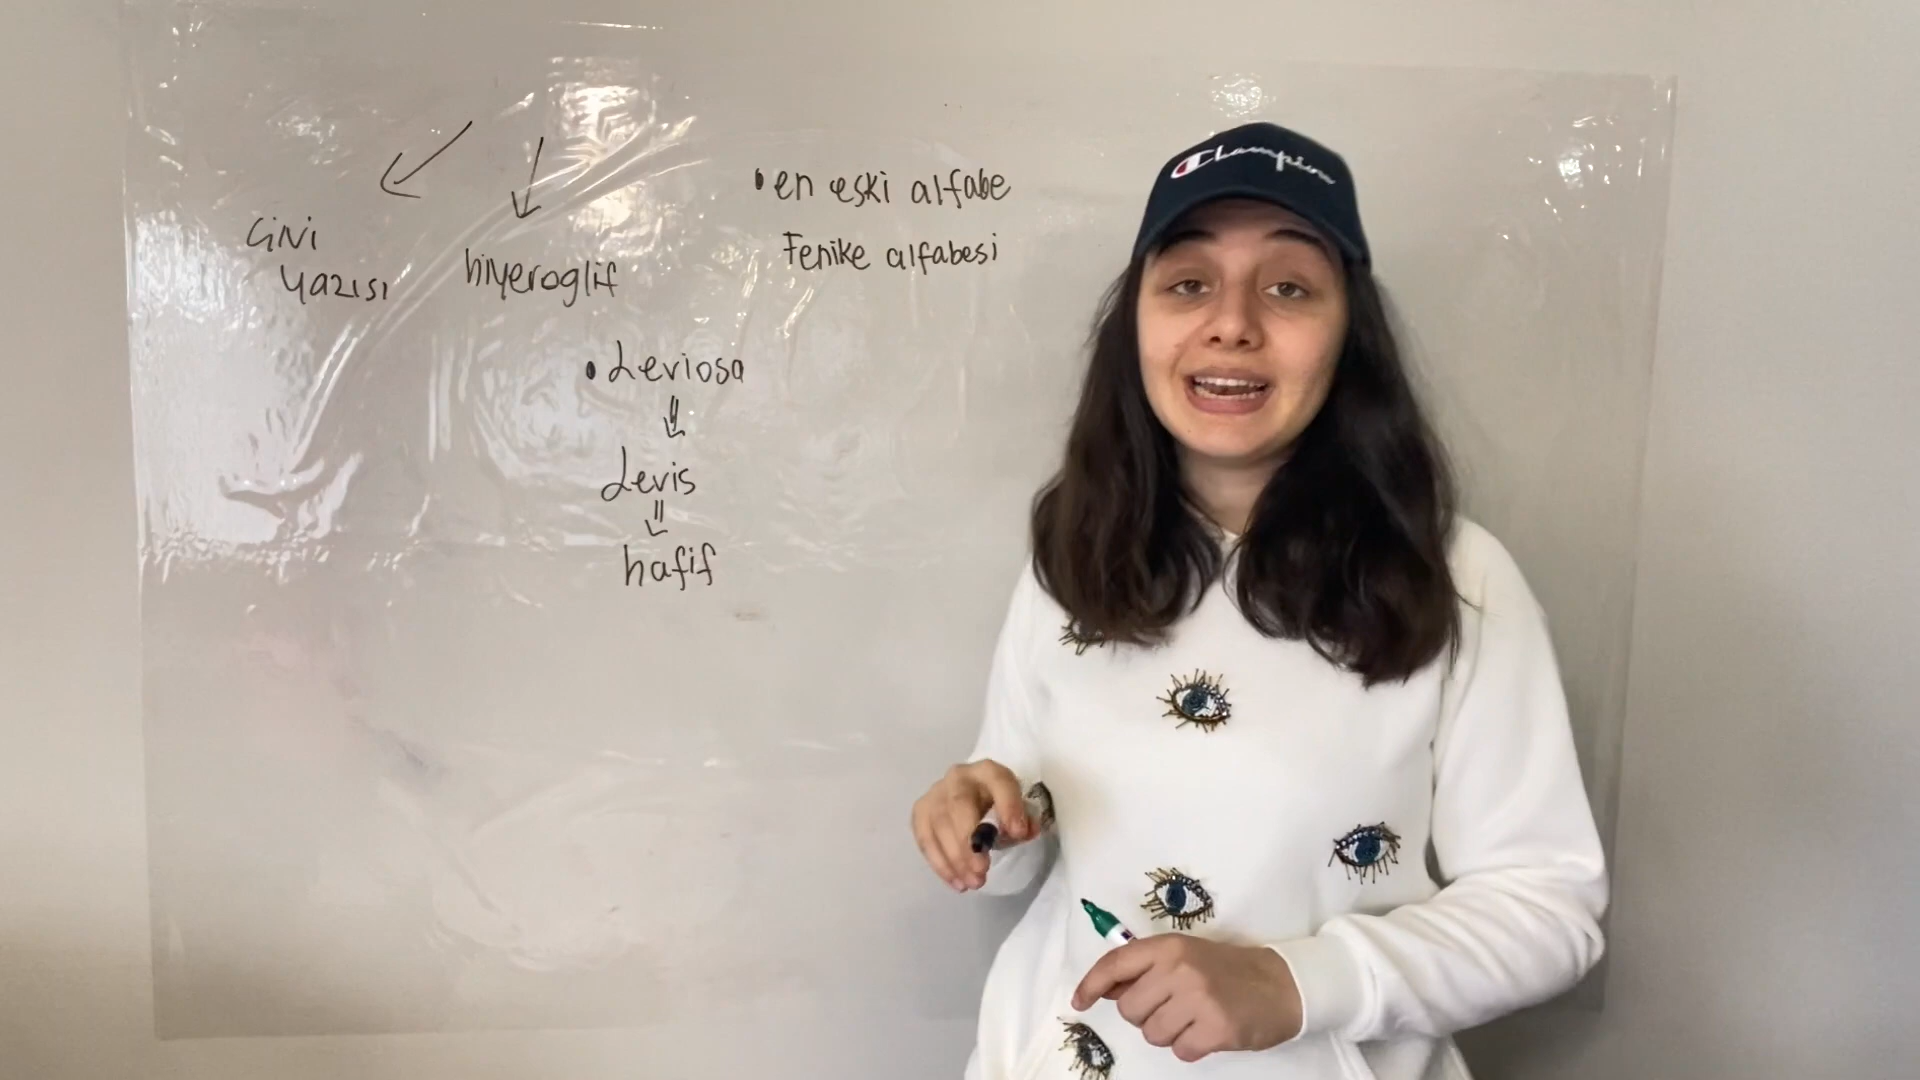 Champion
Çivi
yazısı
hiyeroglif
• en eski alfabe
Fenike alfabesi
• Leviosa
Levis
hafif